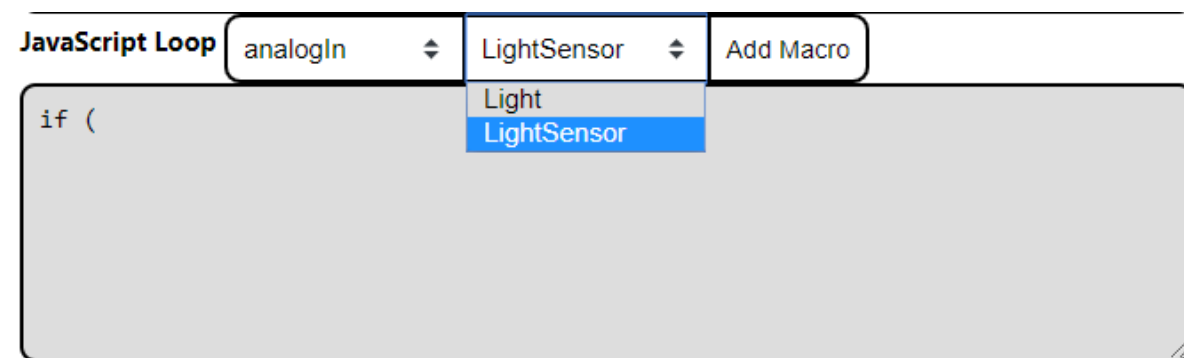 JavaScript Loop analogIn LightSensor Add Macro
Light
if (
LightSensor